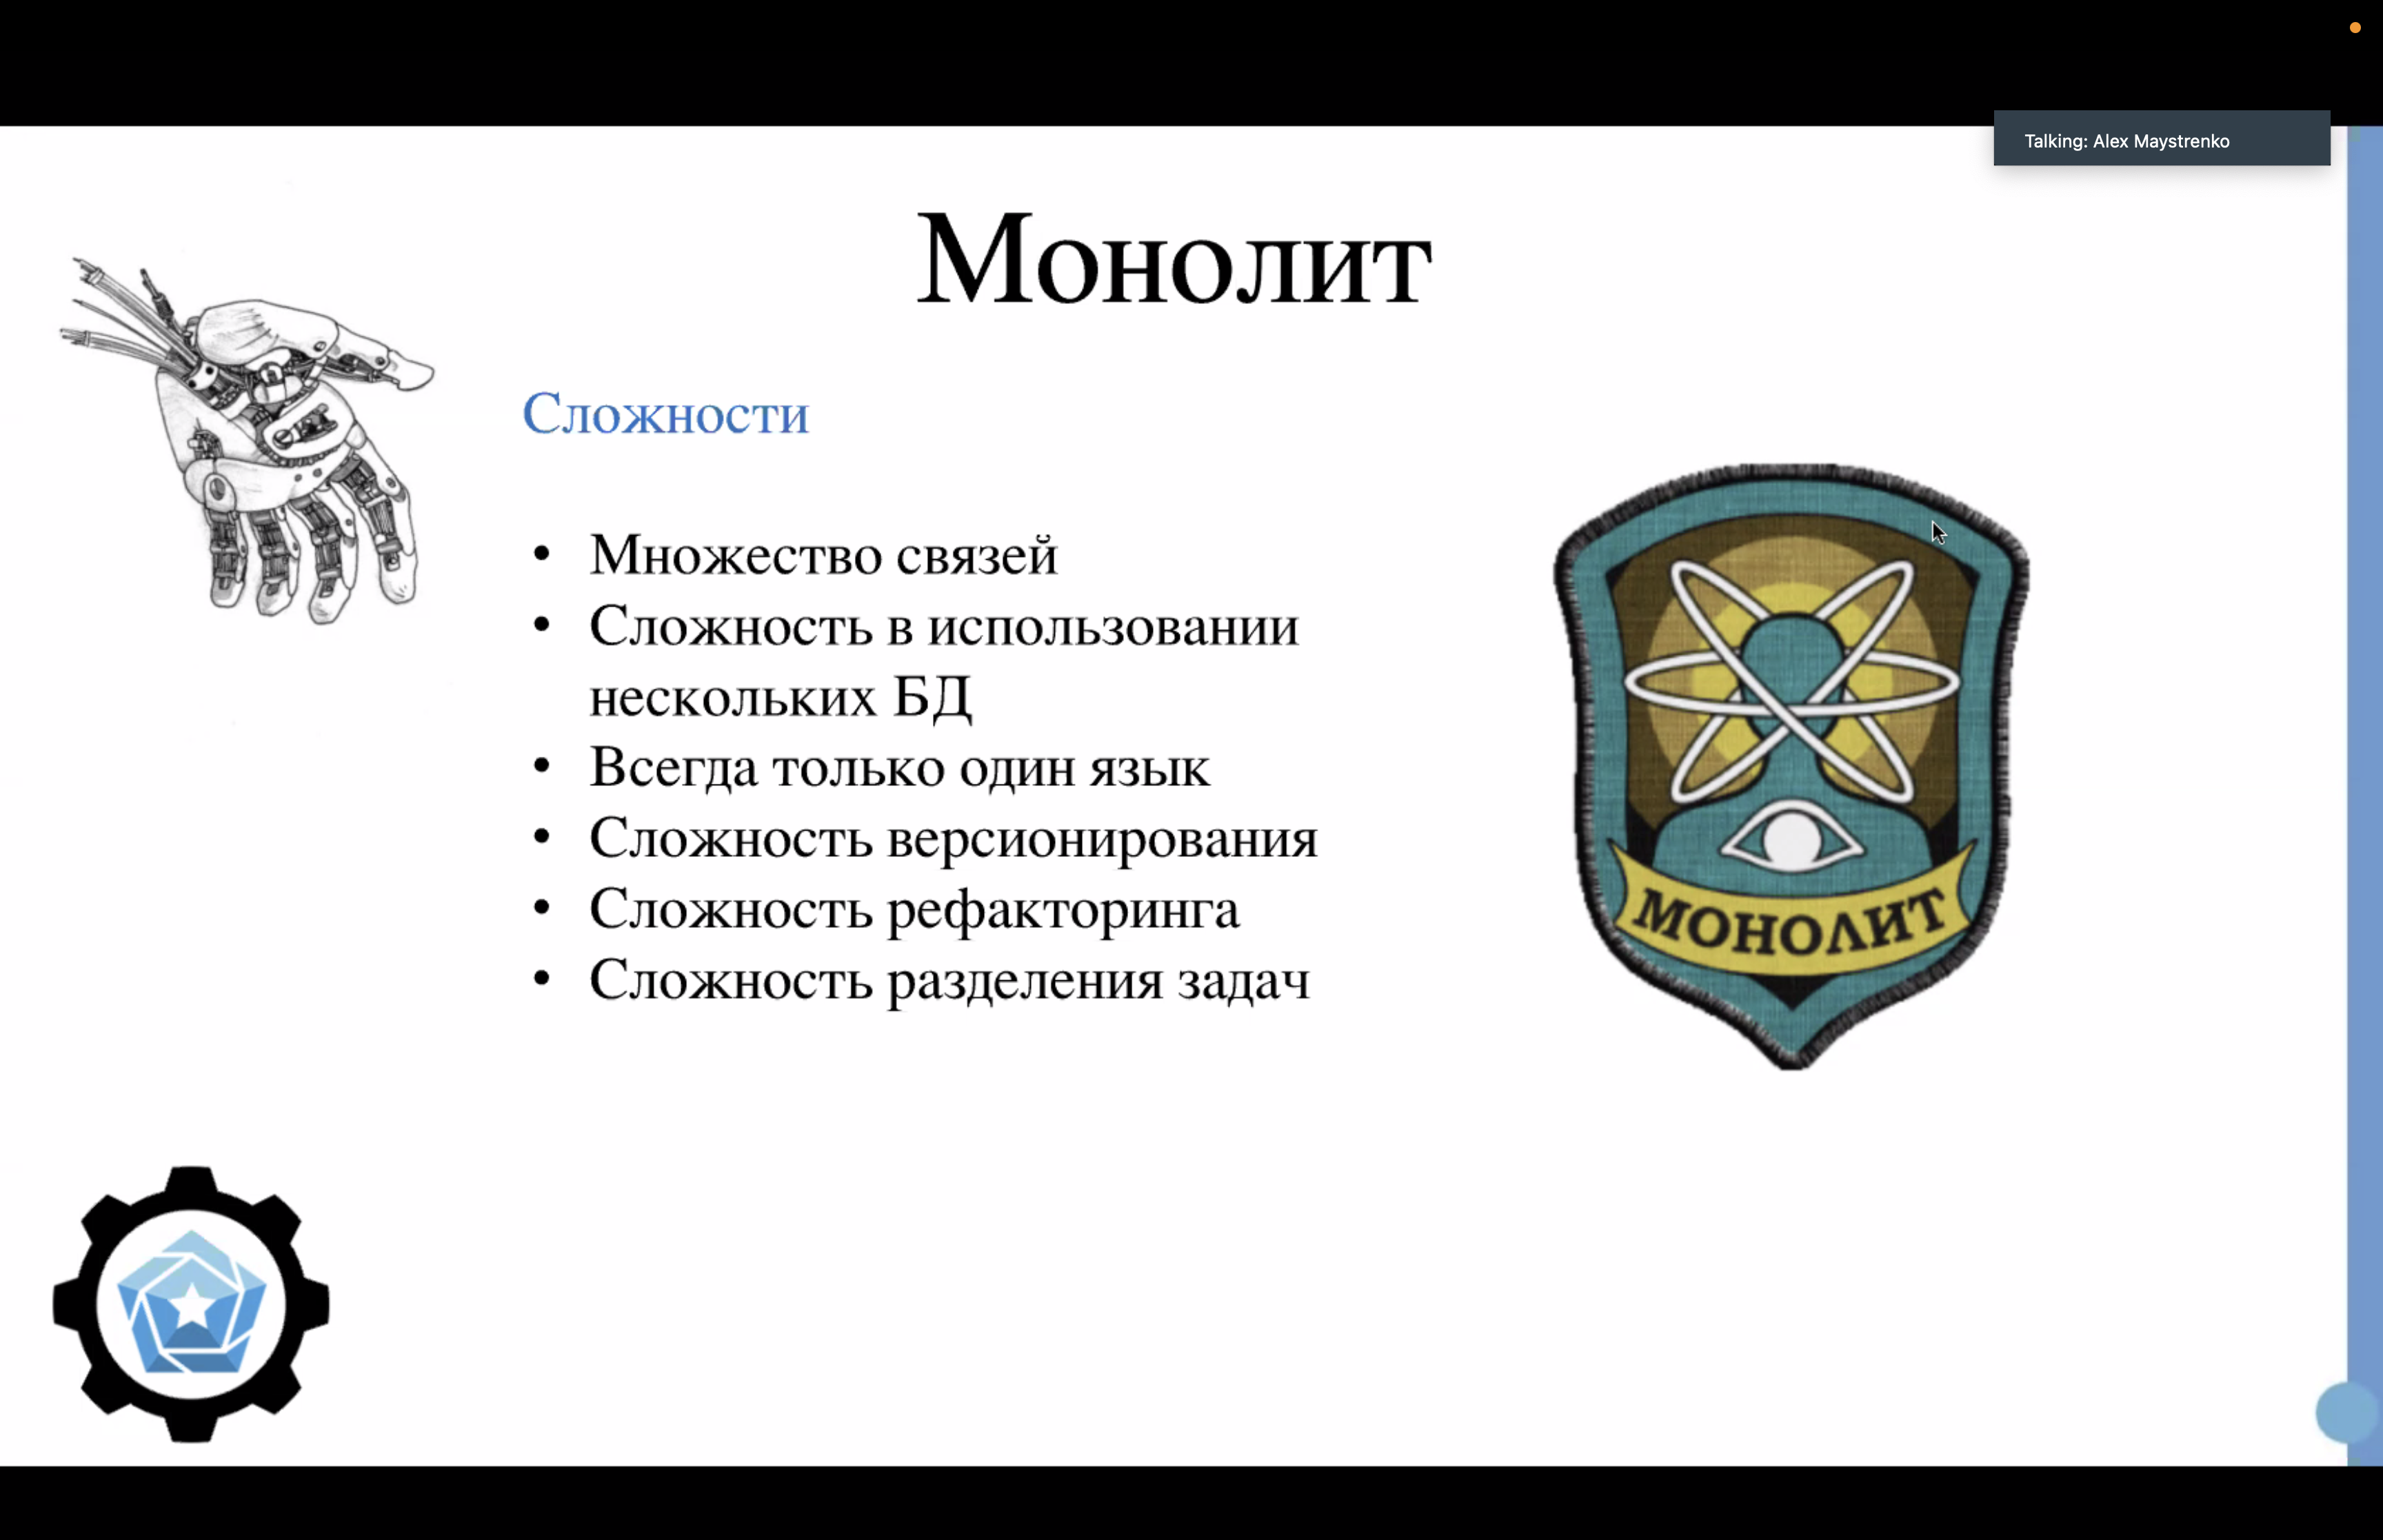 Talking: Alex Maystrenko
Монолит
Сложности
• Множество связей
• Сложность в использовании
нескольких БД
• Всегда только один язык
• Сложность версионирования
• Сложность рефакторинга
• Сложность разделения задач
МОНОЛИТ